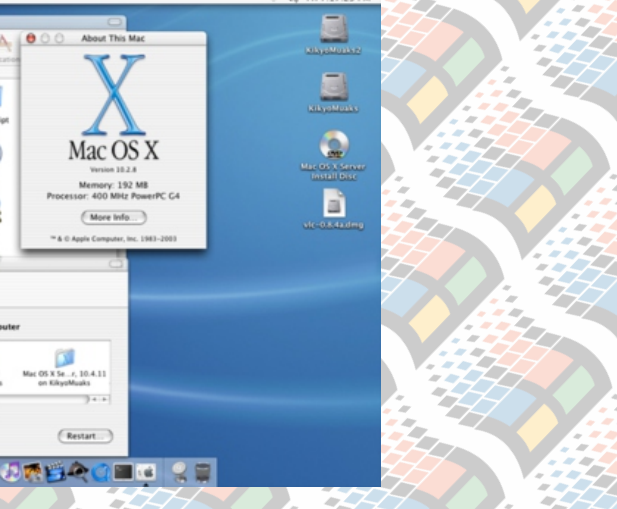 About This Mac
Mac OS X
Version 10.2.8
Memory: 192 MB
Processor: 400 MHz PowerPC G4
More Info...
™ & © Apple Computer, Inc. 1983-2003
KikyoMuaks2
KikyoMuaks
Mac OS X Server
Install Disc
vlc-0.8.4a.dmg
Mac OS X Se...r, 10.4.11
on KikyoMuaks
Restart...